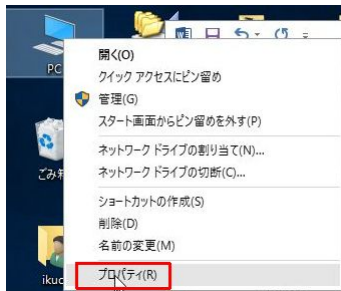 PC
開く(O)
クイック アクセスにピン留め
管理(G)
スタート画面からピン留めを外す(P)
ネットワーク ドライブの割り当て(N)...
ネットワーク ドライブの切断(C)...
ごみ
ショートカットの作成(S)
削除(D)
名前の変更(M)
プロパティ(R)
ikuc